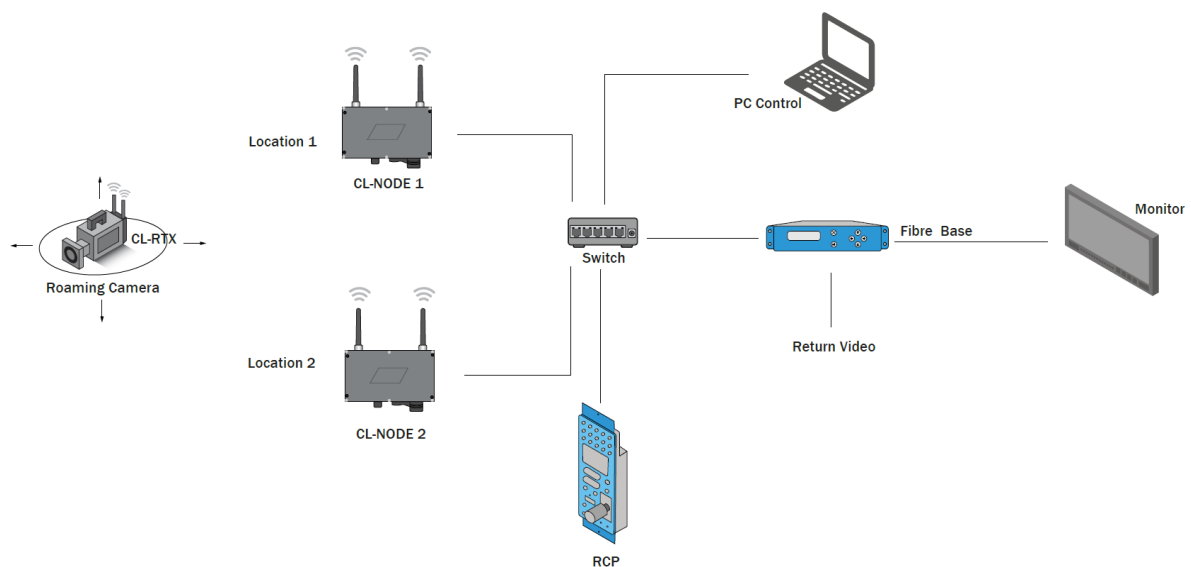 PC Control
Location 1
CL-NODE 1
Monitor
CL-RTX
Fibre Base
Switch
Roaming Camera
Return Video
Location 2
CL-NODE 2
RCP